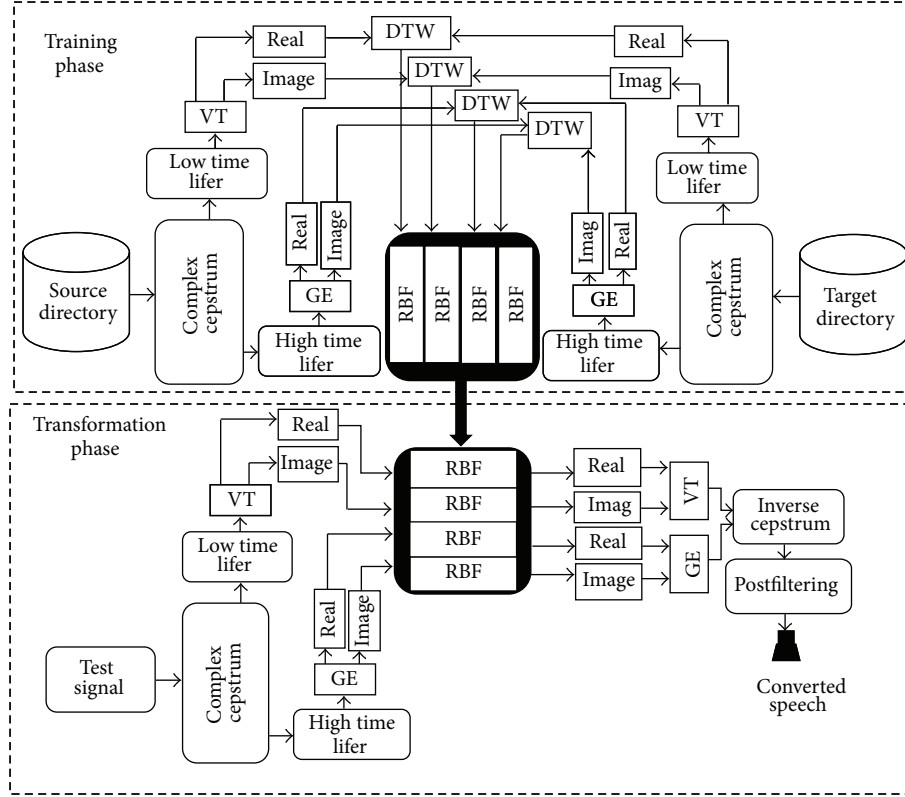 Training
phase
Real
DTW
Real
Image
DTW
Imag
VT
DTW
VT
DTW
Low time
lifer
Low time
lifer
Real
Image
Imag
Real
Source
directory
Complex
cepstrum
GE
RBF
RBF
RBF
RBF
GE
Complex
cepstrum
Target
directory
High time
lifer
High time
lifer
Transformation
phase
Real
Image
VT
Low time
lifer
RBF
RBF
RBF
RBF
Real
Imag
Real
Image
VT
GE
Inverse
cepstrum
Postfiltering
Real
Image
Test
signal
Complex
cepstrum
GE
High time
lifer
Converted
speech